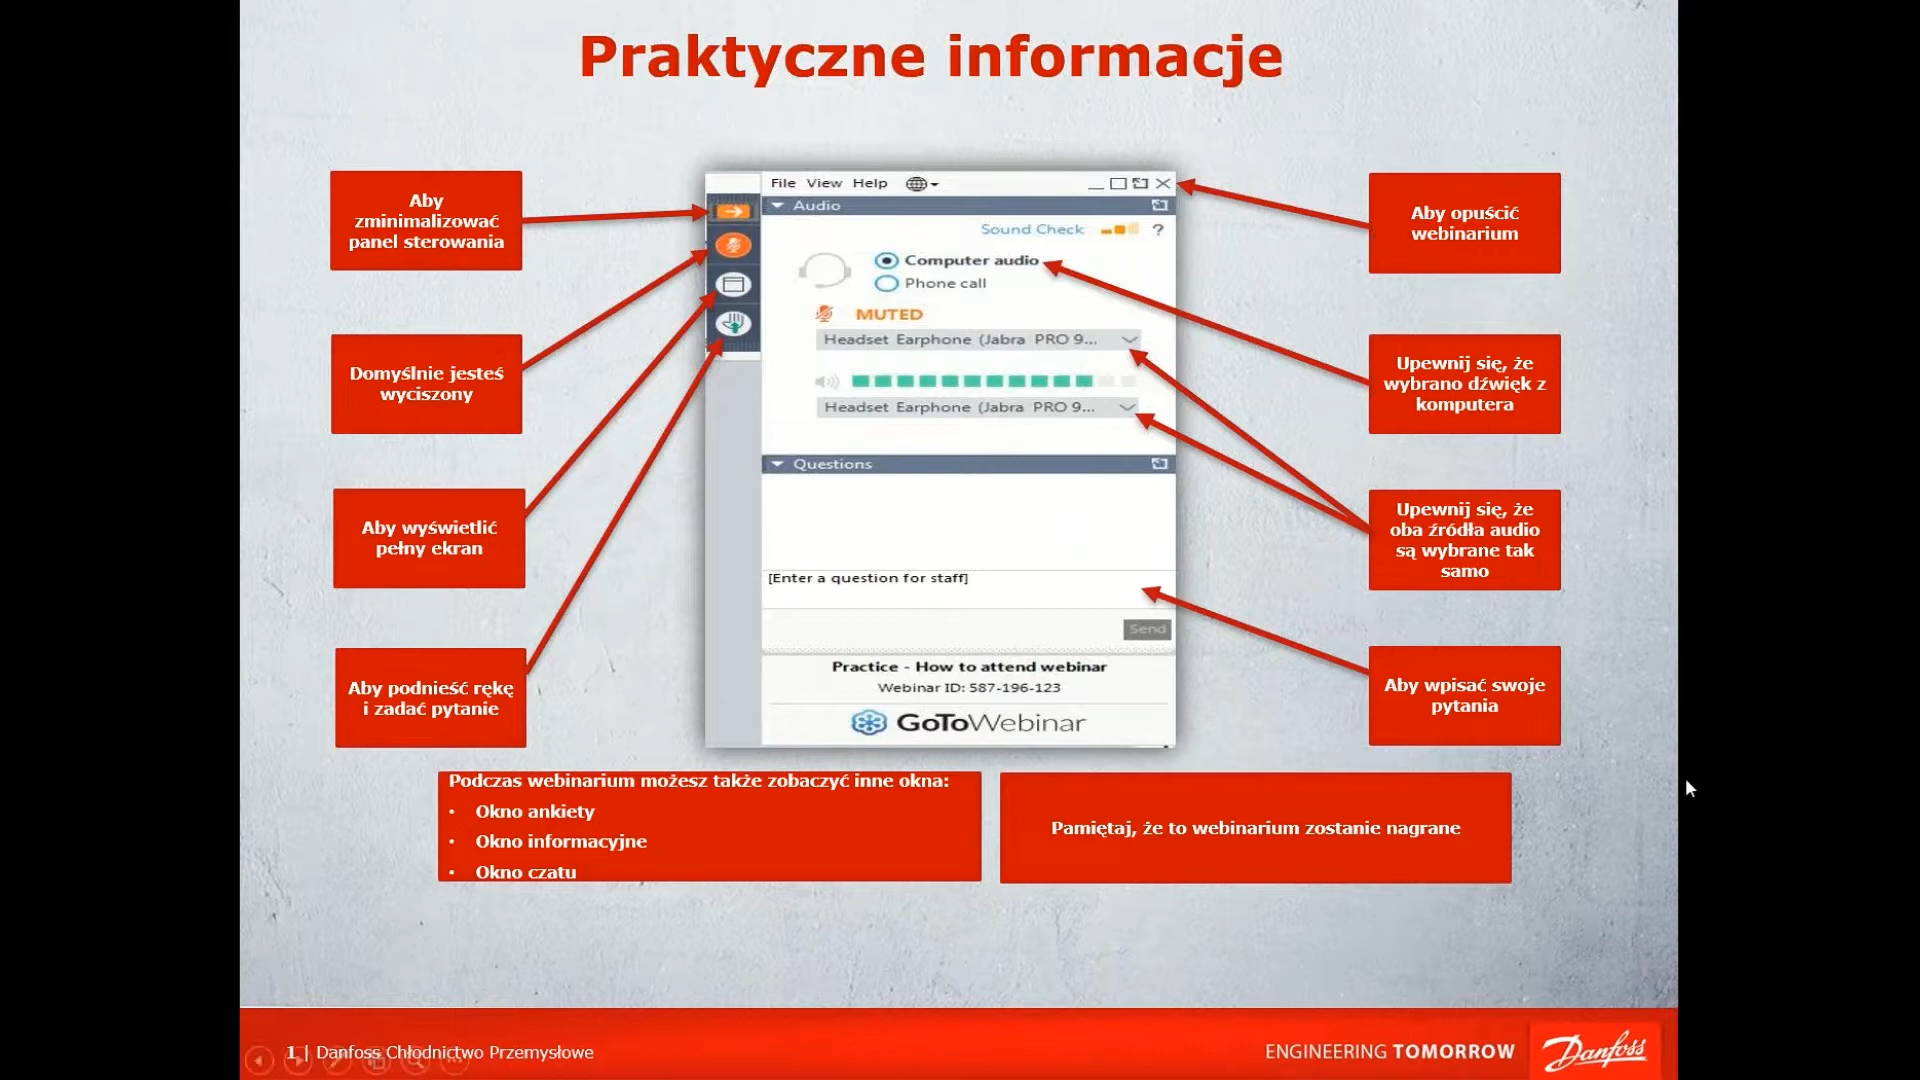 Praktyczne informacje
Aby
zminimalizować
panel sterowania
Domyślnie jesteś
wyciszony
Aby wyświetlić
pełny ekran
Aby podnieść rękę
i zadać pytanie
File View Help
Audio
Sound Check ?
Computer audio
Phone call
MUTED
Headset Earphone (Jabra PRO 9...
Headset Earphone (Jabra PRO 9...
Questions
[Enter a question for staff]
Send
Practice - How to attend webinar
Webinar ID: 587-196-123
GoToWebinar
Aby opuścić
webinarium
Upewnij się, że
wybrano dźwięk z
komputera
Upewnij się, że
oba źródła audio
są wybrane tak
samo
Aby wpisać swoje
pytania
Podczas webinarium możesz także zobaczyć inne okna:
• Okno ankiety
• Okno informacyjne
• Okno czatu
Pamiętaj, że to webinarium zostanie nagrane
1 | Danfoss Chłodnictwo Przemysłowe
ENGINEERING TOMORROW
Danfoss